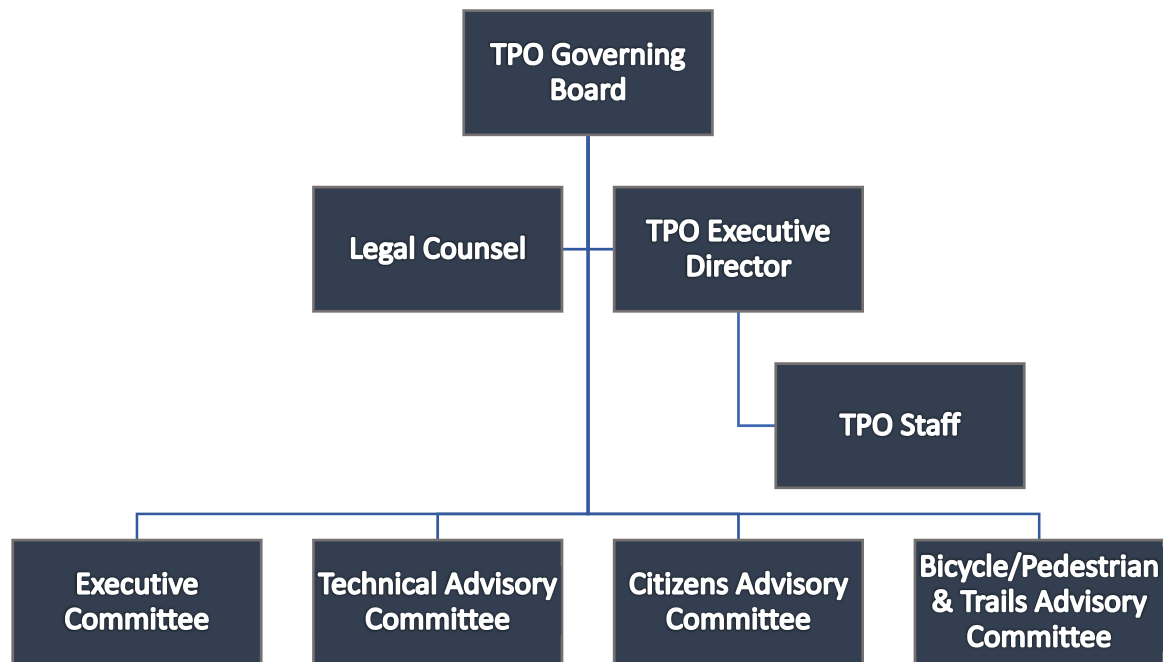 TPO Governing
Board
Legal Counsel
TPO Executive
Director
TPO Staff
Executive
Committee
Technical Advisory
Committee
Citizens Advisory
Committee
Bicycle/Pedestrian
& Trails Advisory
Committee